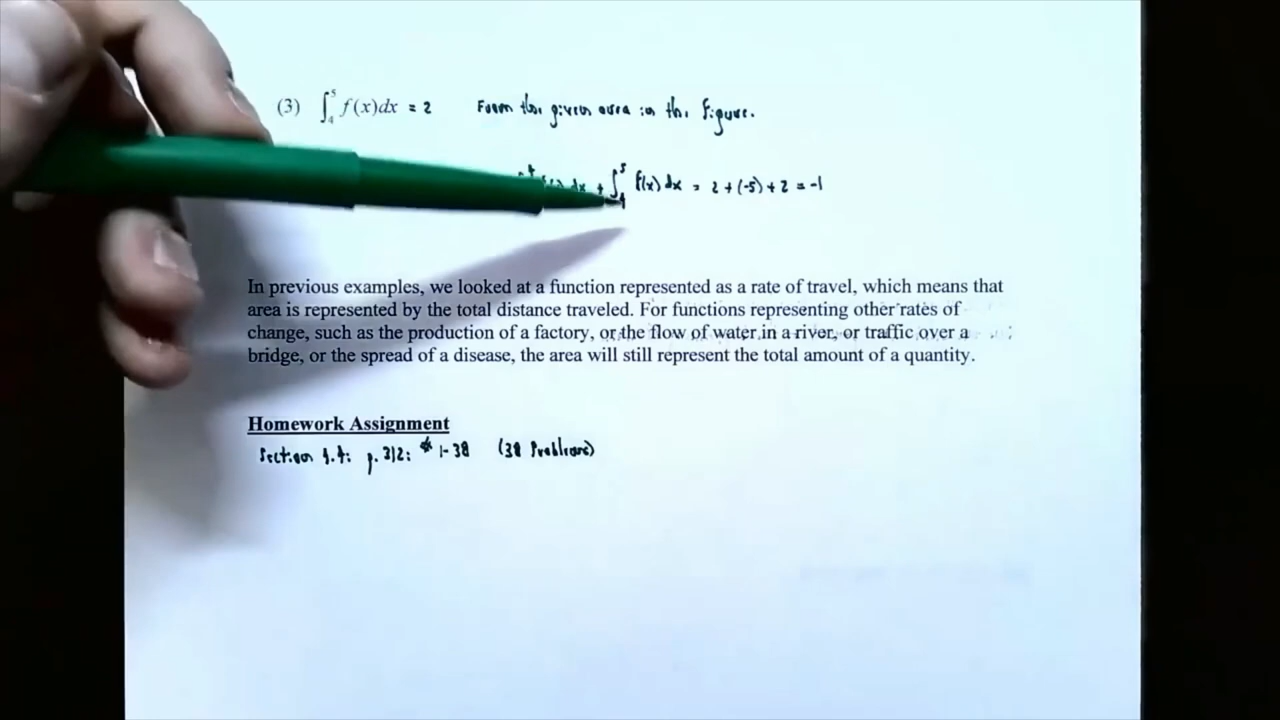 (3) ∫₄⁵ f(x)dx = 2 From the given area in the figure.
dx + ∫₄⁵ f(x) dx = 2 + (-5) + 2 = -1
In previous examples, we looked at a function represented as a rate of travel, which means that
area is represented by the total distance traveled. For functions representing other rates of
change, such as the production of a factory, or the flow of water in a river, or traffic over a
bridge, or the spread of a disease, the area will still represent the total amount of a quantity.
Homework Assignment
Section 4.4: p. 312: # 1-38 (38 Problems)